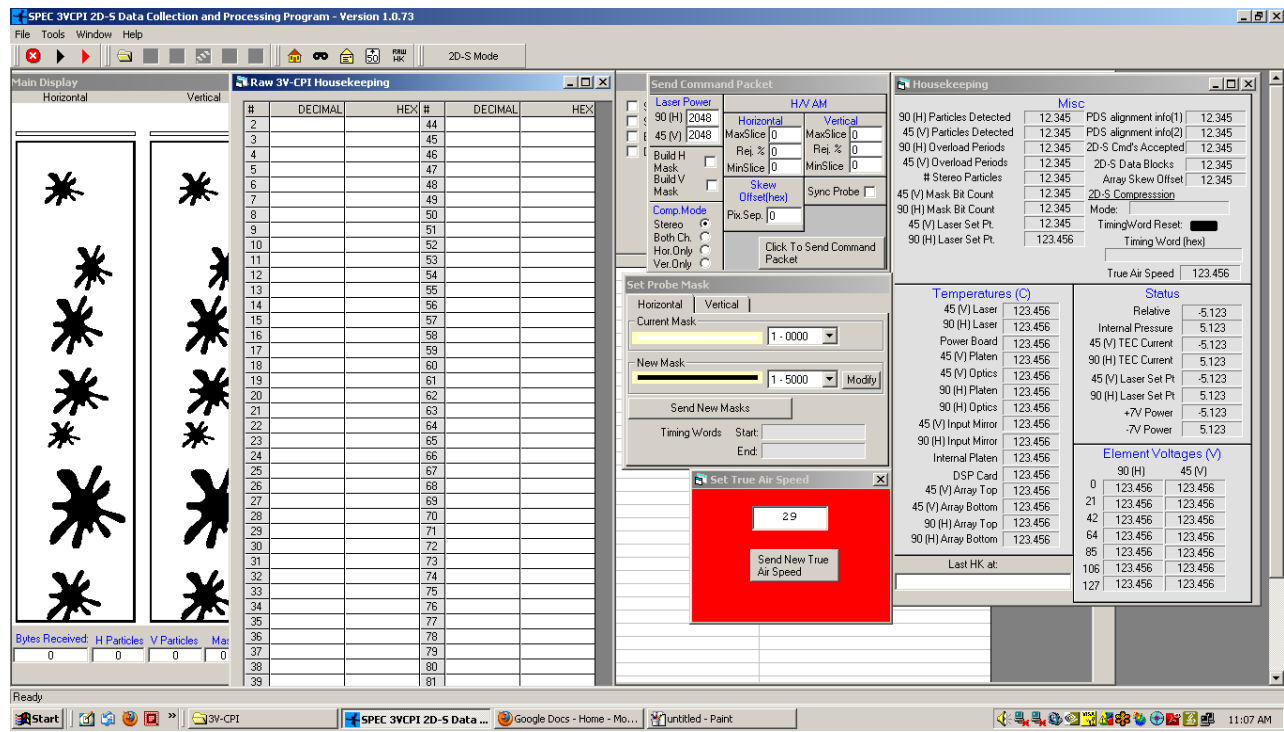 SPEC 3VCPI 2D-S Data Collection and Processing Program - Version 1.0.73
File Tools Window Help
RAW HK
50
2D-S Mode
Main Display
Horizontal Vertical
Bytes Received: H Particles V Particles
0 0 0 0
Raw 3V-CPI Housekeeping
# DECIMAL HEX # DECIMAL HEX
2 44
3 45
4 46
5 47
6 48
7 49
8 50
9 51
10 52
11 53
12 54
13 55
14 56
15 57
16 58
17 59
18 60
19 61
20 62
21 63
22 64
23 65
24 66
25 67
26 68
27 69
28 70
29 71
30 72
31 73
32 74
33 75
34 76
35 77
36 78
37 79
38 80
39 81
Send Command Packet
Laser Power
90 (H) 2048
45 (V) 2048
Build H Mask
Build V Mask
Comp.Mode
Stereo
Both Ch.
Hor.Only
Ver.Only
H/V AM
Horizontal Vertical
MaxSlice 0 MaxSlice 0
Rej. % 0 Rej. % 0
MinSlice 0 MinSlice 0
Skew Offset(hex)
Pix.Sep. 0
Sync Probe
Click To Send Command Packet
Set Probe Mask
Horizontal Vertical
Current Mask
1 - 0000
New Mask
1 - 5000 Modify
Send New Masks
Timing Words Start:
End:
Set True Air Speed
29
Send New True Air Speed
Housekeeping
Misc
90 (H) Particles Detected 12.345 PDS alignment info(1) 12.345
45 (V) Particles Detected 12.345 PDS alignment info(2) 12.345
90 (H) Overload Periods 12.345 2D-S Cmd's Accepted 12.345
45 (V) Overload Periods 12.345 2D-S Data Blocks 12.345
# Stereo Particles 12.345 Array Skew Offset 12.345
45 (V) Mask Bit Count 12.345 2D-S Compresssion
90 (H) Mask Bit Count 12.345 Mode:
45 (V) Laser Set Pt. 12.345 TimingWord Reset:
90 (H) Laser Set Pt. 123.456 Timing Word (hex)
True Air Speed 123.456
Temperatures (C)
45 (V) Laser 123.456
90 (H) Laser 123.456
Power Board 123.456
45 (V) Platen 123.456
45 (V) Optics 123.456
90 (H) Platen 123.456
90 (H) Optics 123.456
45 (V) Input Mirror 123.456
90 (H) Input Mirror 123.456
Internal Platen 123.456
DSP Card 123.456
45 (V) Array Top 123.456
45 (V) Array Bottom 123.456
90 (H) Array Top 123.456
90 (H) Array Bottom 123.456
Last HK at:
Status
Relative -5.123
Internal Pressure 5.123
45 (V) TEC Current -5.123
90 (H) TEC Current 5.123
45 (V) Laser Set Pt -5.123
90 (H) Laser Set Pt 5.123
+7V Power -5.123
-7V Power 5.123
Element Voltages (V)
90 (H) 45 (V)
0 123.456 123.456
21 123.456 123.456
42 123.456 123.456
64 123.456 123.456
85 123.456 123.456
106 123.456 123.456
127 123.456 123.456
Ready
Start 3V-CPI SPEC 3VCPI 2D-S Data ... Google Docs - Home - Mo... untitled - Paint 11:07 AM